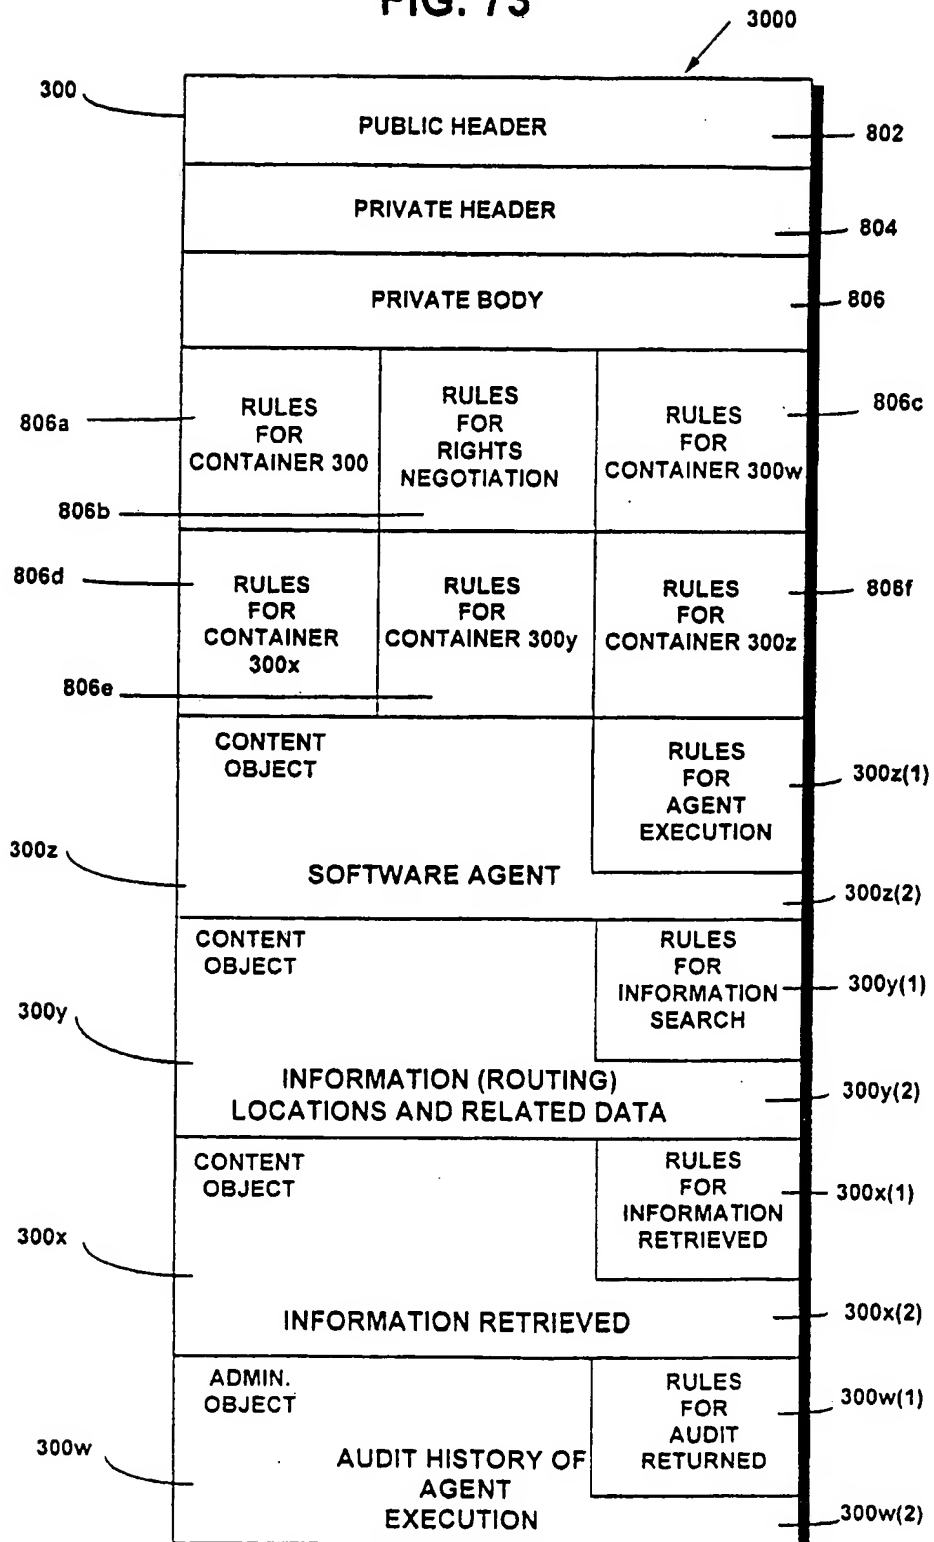 FIG. 73
3000
300
PUBLIC HEADER
802
PRIVATE HEADER
804
PRIVATE BODY
806
806a
RULES
FOR
CONTAINER 300
RULES
FOR
RIGHTS
NEGOTIATION
RULES
FOR
CONTAINER 300w
806c
806b
806d
RULES
FOR
CONTAINER
300x
RULES
FOR
CONTAINER 300y
RULES
FOR
CONTAINER 300z
806f
806e
CONTENT
OBJECT
RULES
FOR
AGENT
EXECUTION
300z(1)
300z
SOFTWARE AGENT
300z(2)
CONTENT
OBJECT
RULES
FOR
INFORMATION
SEARCH
300y(1)
300y
INFORMATION (ROUTING)
LOCATIONS AND RELATED DATA
300y(2)
CONTENT
OBJECT
RULES
FOR
INFORMATION
RETRIEVED
300x(1)
300x
INFORMATION RETRIEVED
300x(2)
ADMIN.
OBJECT
RULES
FOR
AUDIT
RETURNED
300w(1)
300w
AUDIT HISTORY OF
AGENT
EXECUTION
300w(2)